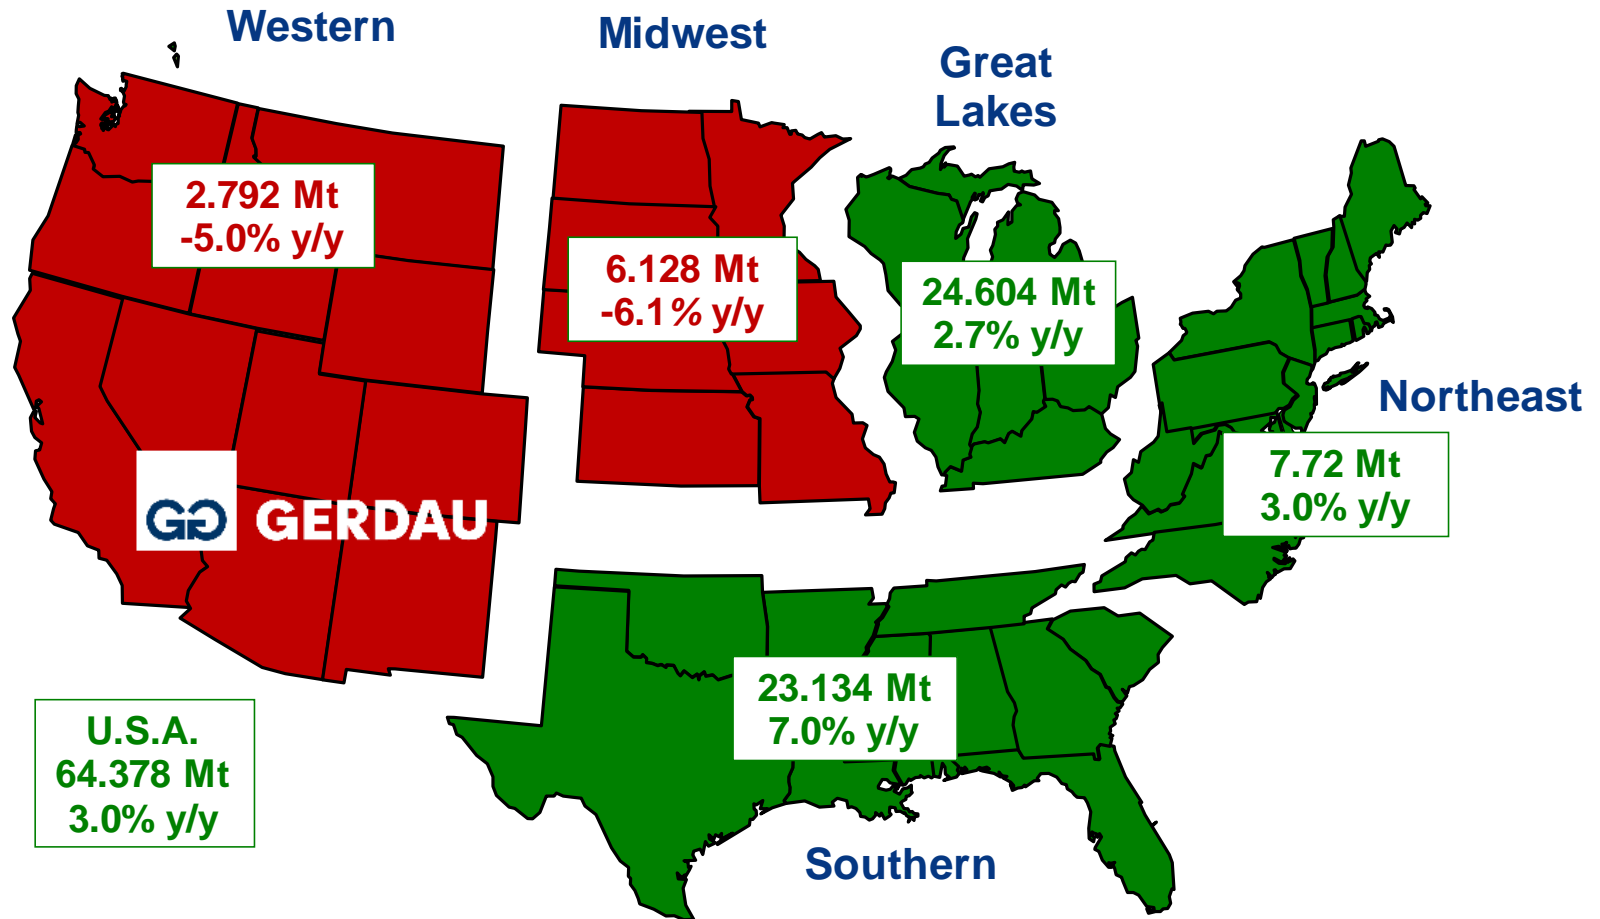 Western
2.792 Mt
-5.0% y/y
Midwest
6.128 Mt
-6.1% y/y
Great
Lakes
24.604 Mt
2.7% y/y
Northeast
7.72 Mt
3.0% y/y
GG GERDAU
23.134 Mt
7.0% y/y
Southern
U.S.A.
64.378 Mt
3.0% y/y